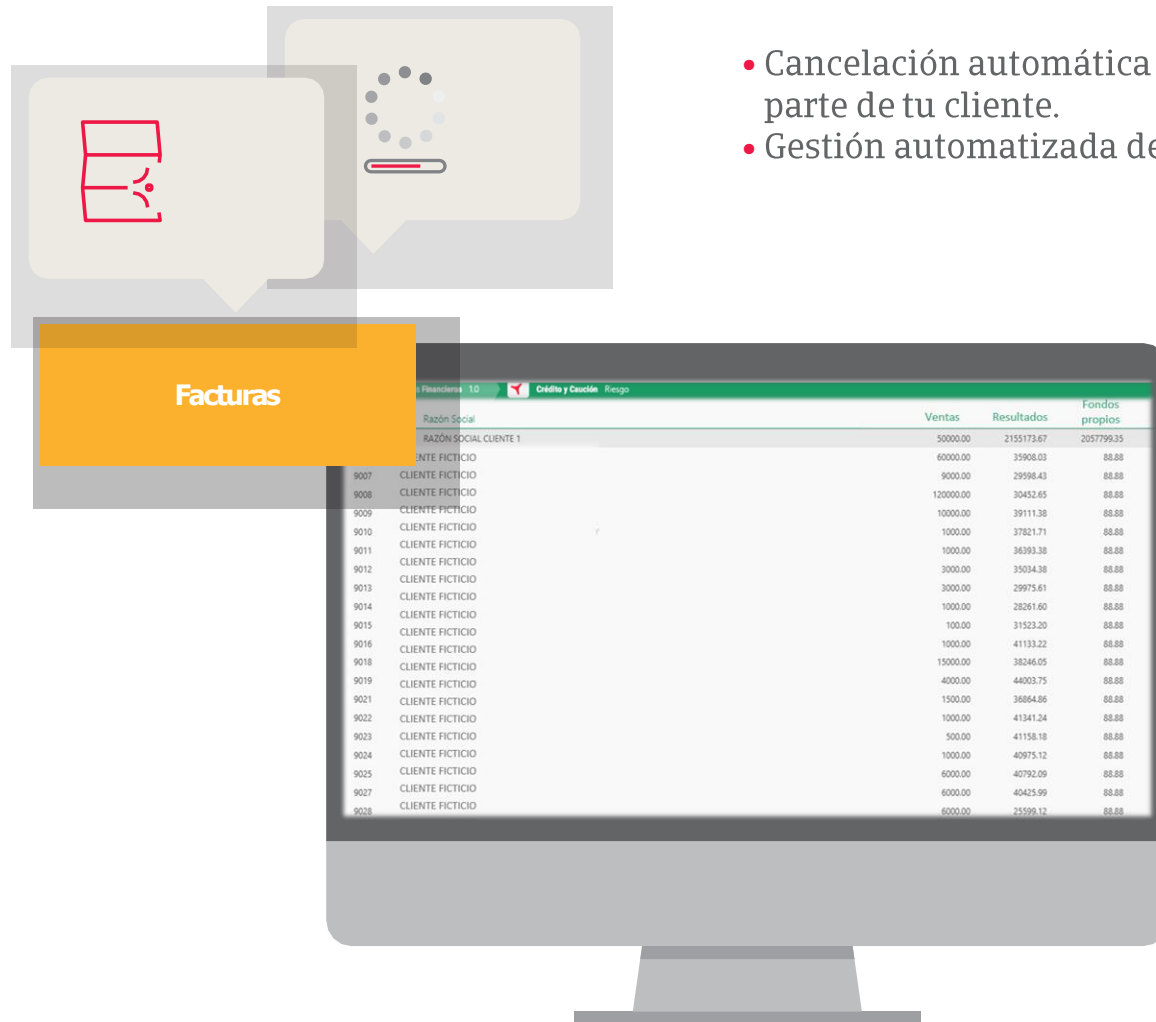 • Cancelación automática
parte de tu cliente.
• Gestión automatizada de
Facturas
Financieros 1.0 Crédito y Caución Riesgo
Razón Social Ventas Resultados Fondos propios
RAZÓN SOCIAL CLIENTE 1 50000.00 2155173.67 2057799.35
ENTE FICTICIO 60000.00 35908.03 88.88
9007 CLIENTE FICTICIO 9000.00 29598.43 88.88
9008 CLIENTE FICTICIO 120000.00 30452.65 88.88
9009 CLIENTE FICTICIO 10000.00 39111.38 88.88
9010 CLIENTE FICTICIO 1000.00 37821.71 88.88
9011 CLIENTE FICTICIO 1000.00 36393.38 88.88
9012 CLIENTE FICTICIO 3000.00 35034.38 88.88
9013 CLIENTE FICTICIO 3000.00 29975.61 88.88
9014 CLIENTE FICTICIO 1000.00 28261.60 88.88
9015 CLIENTE FICTICIO 100.00 31523.20 88.88
9016 CLIENTE FICTICIO 1000.00 41133.22 88.88
9018 CLIENTE FICTICIO 15000.00 38246.05 88.88
9019 CLIENTE FICTICIO 4000.00 44003.75 88.88
9021 CLIENTE FICTICIO 1500.00 36864.86 88.88
9022 CLIENTE FICTICIO 1000.00 41341.24 88.88
9023 CLIENTE FICTICIO 500.00 41158.18 88.88
9024 CLIENTE FICTICIO 1000.00 40975.12 88.88
9025 CLIENTE FICTICIO 6000.00 40792.09 88.88
9027 CLIENTE FICTICIO 6000.00 40425.99 88.88
9028 CLIENTE FICTICIO 6000.00 25599.12 88.88